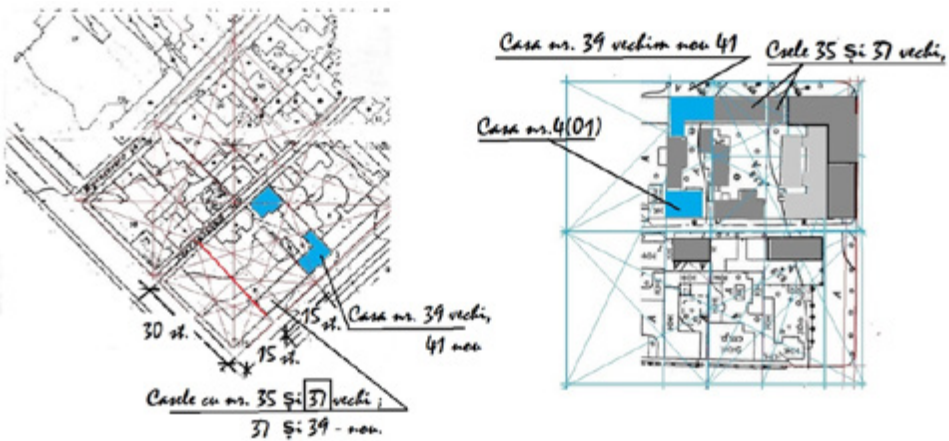 Casa nr. 39 vechim nou 41
Csele 35 și 37 vechi,
Casa nr.4(01)
30 st.
15 st.
15 st.
Casa nr. 39 vechi,
41 nou
Casele cu nr. 35 și 37 vechi ;
37 și 39 - nou.